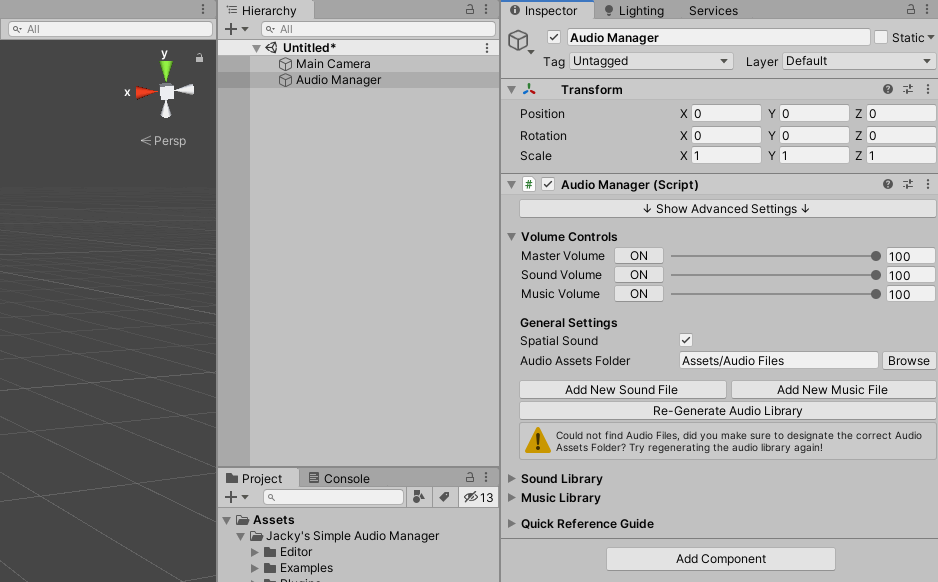 All
y
x
Persp
Hierarchy
All
Untitled*
Main Camera
Audio Manager
Project
Console
13
Assets
Jacky's Simple Audio Manager
Editor
Examples
Inspector
Lighting
Services
Audio Manager
Static
Tag Untagged
Layer Default
Transform
Position X 0 Y 0 Z 0
Rotation X 0 Y 0 Z 0
Scale X 1 Y 1 Z 1
# Audio Manager (Script)
↓ Show Advanced Settings ↓
Volume Controls
Master Volume ON 100
Sound Volume ON 100
Music Volume ON 100
General Settings
Spatial Sound
Audio Assets Folder Assets/Audio Files Browse
Add New Sound File
Add New Music File
Re-Generate Audio Library
Could not find Audio Files, did you make sure to designate the correct Audio
Assets Folder? Try regenerating the audio library again!
Sound Library
Music Library
Quick Reference Guide
Add Component